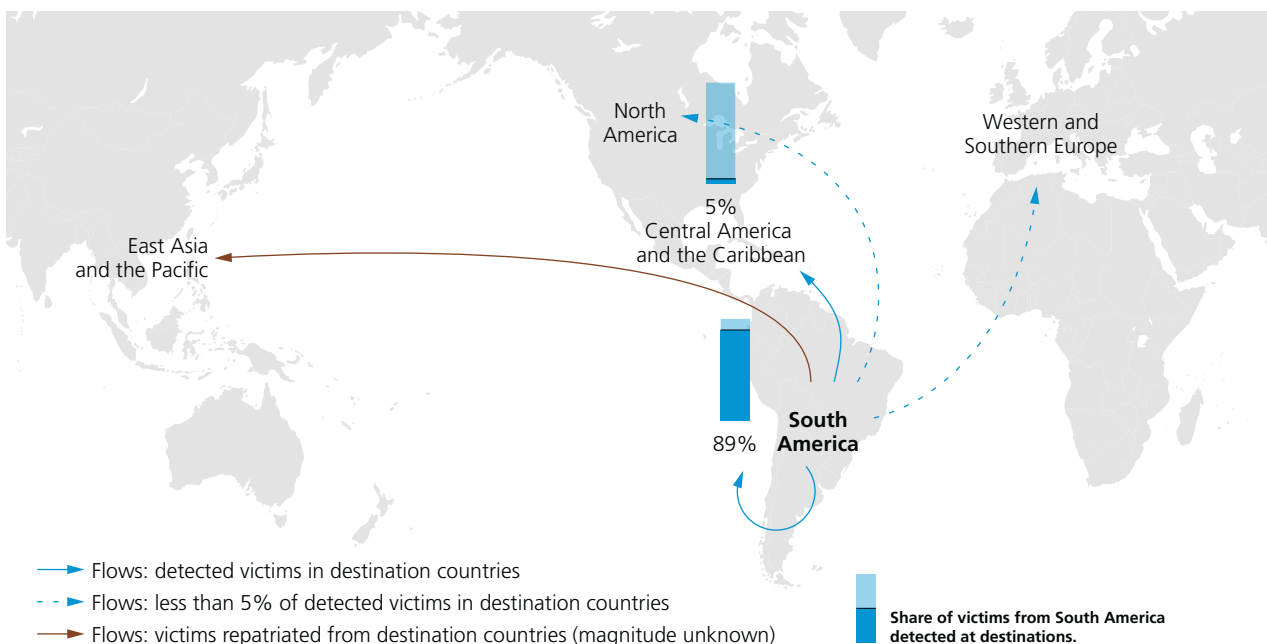 North
America
Western and
Southern Europe
5%
Central America
and the Caribbean
East Asia
and the Pacific
South
America
89%
Flows: detected victims in destination countries
Flows: less than 5% of detected victims in destination countries
Flows: victims repatriated from destination countries (magnitude unknown)
Share of victims from South America
detected at destinations.